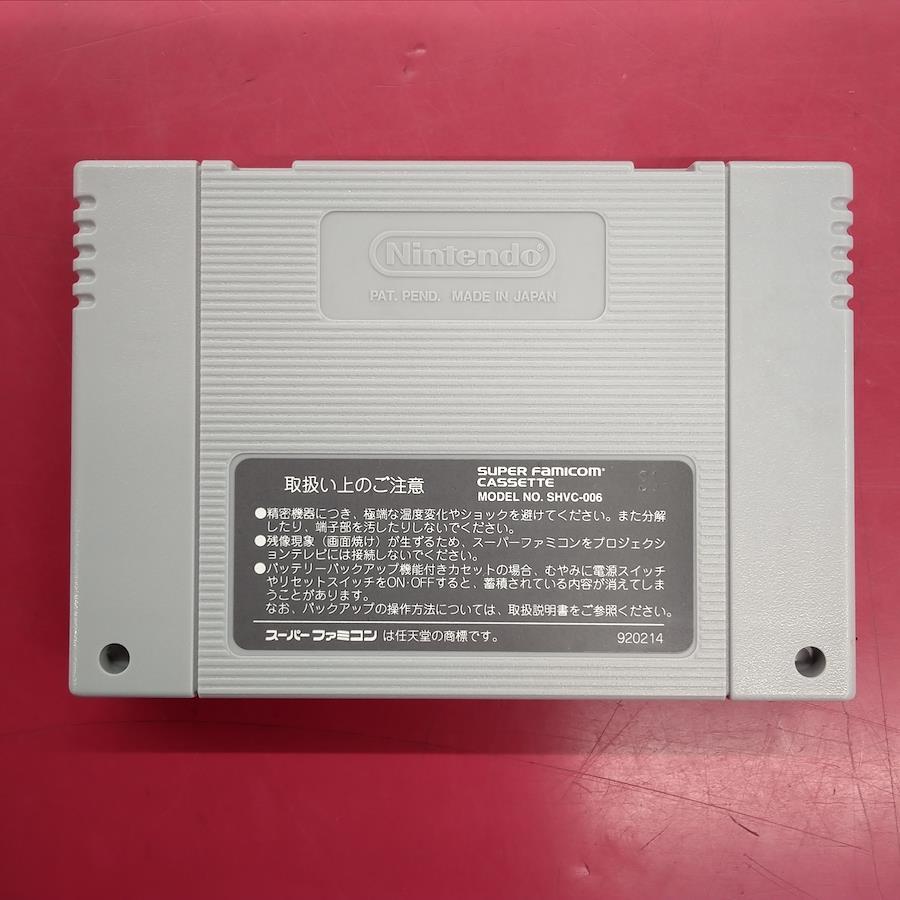 Nintendo®
PAT. PEND. MADE IN JAPAN
取扱い上のご注意
SUPER FAMICOM®
CASSETTE
MODEL NO. SHVC-006
●精密機器につき、極端な温度変化やショックを避けてください。また分解
したり、端子部を汚したりしないでください。
●残像現象（画面焼け）が生ずるため、スーパーファミコンをプロジェクシ
ョンテレビには接続しないでください。
●バッテリーバックアップ機能付きカセットの場合、むやみに電源スイッチ
やリセットスイッチをON・OFFすると、蓄積されている内容が消えてしま
うことがあります。
なお、バックアップの操作方法については、取扱説明書をご参照ください。
スーパーファミコン は任天堂の商標です。
920214